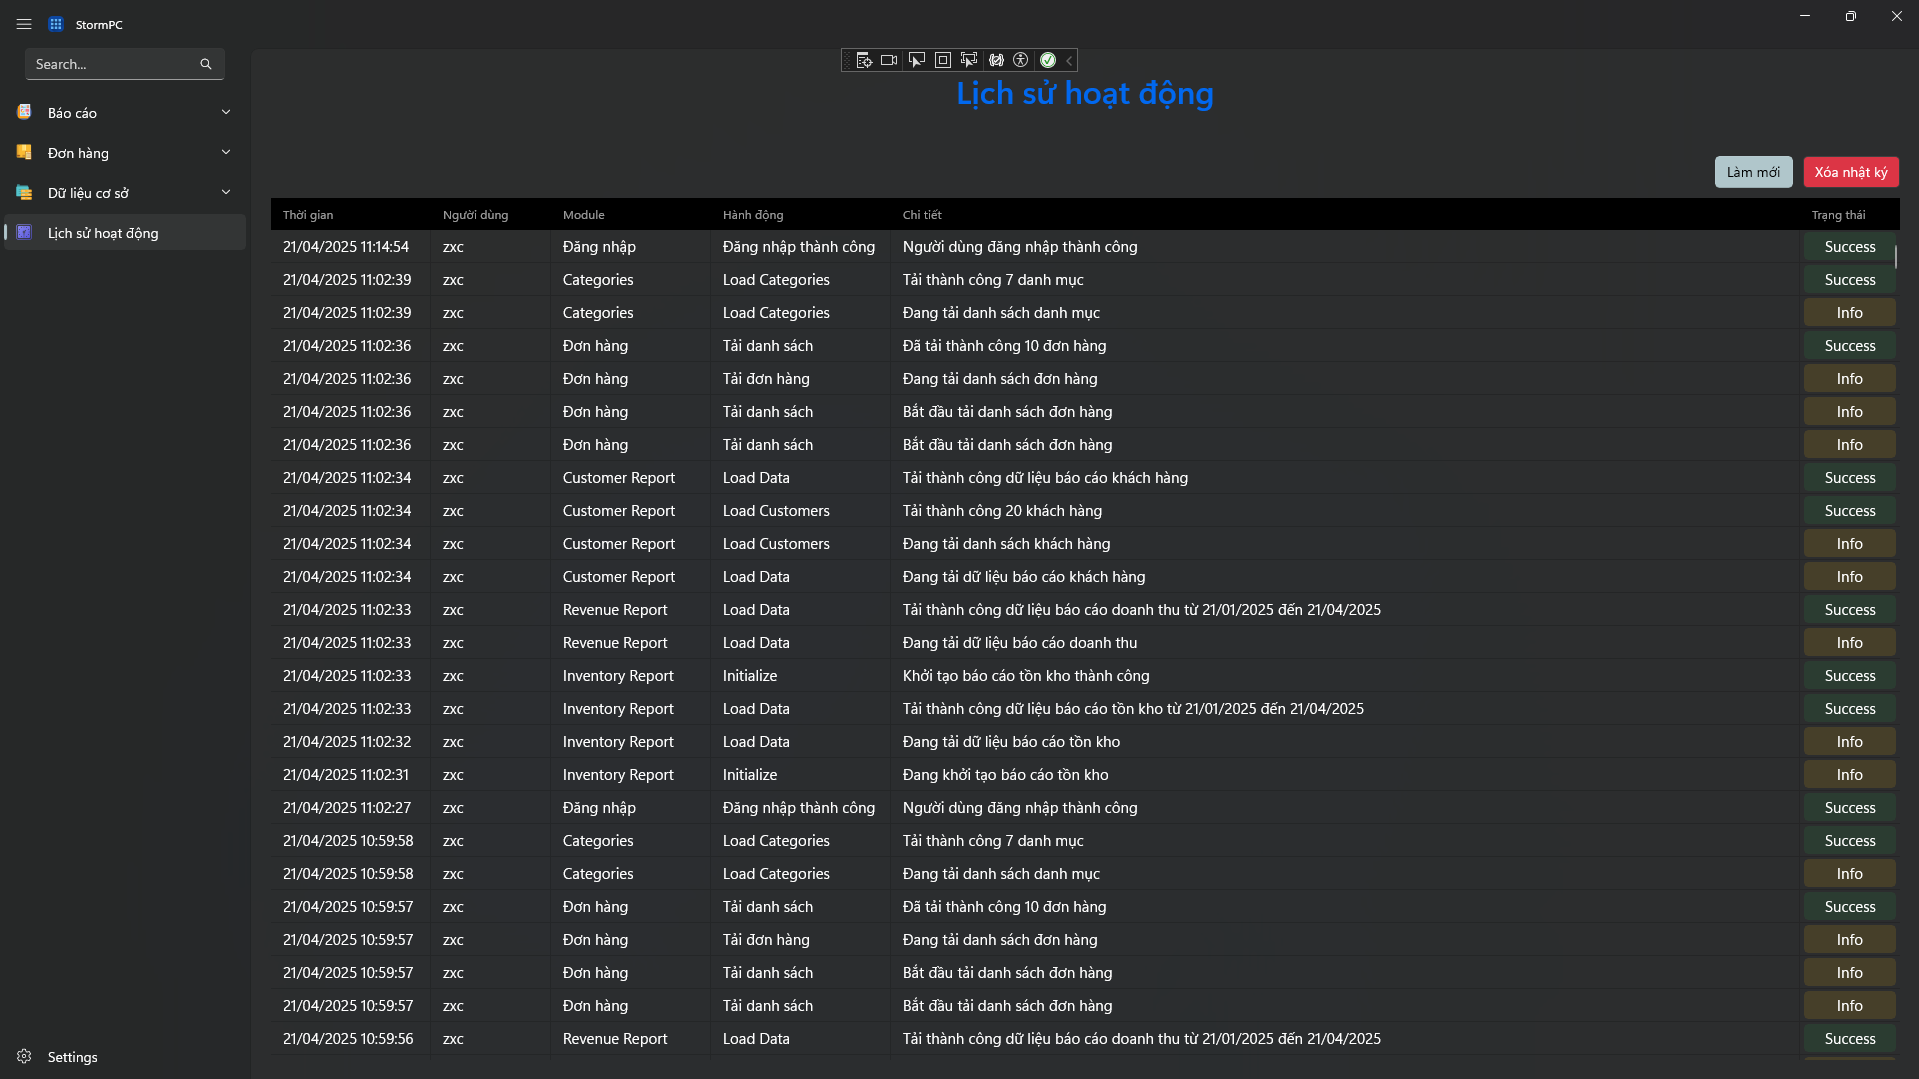 StormPC
Search...
Báo cáo
Đơn hàng
Dữ liệu cơ sở
Lịch sử hoạt động
Settings
Lịch sử hoạt động
Làm mới Xóa nhật ký
Thời gian Người dùng Module Hành động Chi tiết Trạng thái
21/04/2025 11:14:54 zxc Đăng nhập Đăng nhập thành công Người dùng đăng nhập thành công Success
21/04/2025 11:02:39 zxc Categories Load Categories Tải thành công 7 danh mục Success
21/04/2025 11:02:39 zxc Categories Load Categories Đang tải danh sách danh mục Info
21/04/2025 11:02:36 zxc Đơn hàng Tải danh sách Đã tải thành công 10 đơn hàng Success
21/04/2025 11:02:36 zxc Đơn hàng Tải đơn hàng Đang tải danh sách đơn hàng Info
21/04/2025 11:02:36 zxc Đơn hàng Tải danh sách Bắt đầu tải danh sách đơn hàng Info
21/04/2025 11:02:36 zxc Đơn hàng Tải danh sách Bắt đầu tải danh sách đơn hàng Info
21/04/2025 11:02:34 zxc Customer Report Load Data Tải thành công dữ liệu báo cáo khách hàng Success
21/04/2025 11:02:34 zxc Customer Report Load Customers Tải thành công 20 khách hàng Success
21/04/2025 11:02:34 zxc Customer Report Load Customers Đang tải danh sách khách hàng Info
21/04/2025 11:02:34 zxc Customer Report Load Data Đang tải dữ liệu báo cáo khách hàng Info
21/04/2025 11:02:33 zxc Revenue Report Load Data Tải thành công dữ liệu báo cáo doanh thu từ 21/01/2025 đến 21/04/2025 Success
21/04/2025 11:02:33 zxc Revenue Report Load Data Đang tải dữ liệu báo cáo doanh thu Info
21/04/2025 11:02:33 zxc Inventory Report Initialize Khởi tạo báo cáo tồn kho thành công Success
21/04/2025 11:02:33 zxc Inventory Report Load Data Tải thành công dữ liệu báo cáo tồn kho từ 21/01/2025 đến 21/04/2025 Success
21/04/2025 11:02:32 zxc Inventory Report Load Data Đang tải dữ liệu báo cáo tồn kho Info
21/04/2025 11:02:31 zxc Inventory Report Initialize Đang khởi tạo báo cáo tồn kho Info
21/04/2025 11:02:27 zxc Đăng nhập Đăng nhập thành công Người dùng đăng nhập thành công Success
21/04/2025 10:59:58 zxc Categories Load Categories Tải thành công 7 danh mục Success
21/04/2025 10:59:58 zxc Categories Load Categories Đang tải danh sách danh mục Info
21/04/2025 10:59:57 zxc Đơn hàng Tải danh sách Đã tải thành công 10 đơn hàng Success
21/04/2025 10:59:57 zxc Đơn hàng Tải đơn hàng Đang tải danh sách đơn hàng Info
21/04/2025 10:59:57 zxc Đơn hàng Tải danh sách Bắt đầu tải danh sách đơn hàng Info
21/04/2025 10:59:57 zxc Đơn hàng Tải danh sách Bắt đầu tải danh sách đơn hàng Info
21/04/2025 10:59:56 zxc Revenue Report Load Data Tải thành công dữ liệu báo cáo doanh thu từ 21/01/2025 đến 21/04/2025 Success